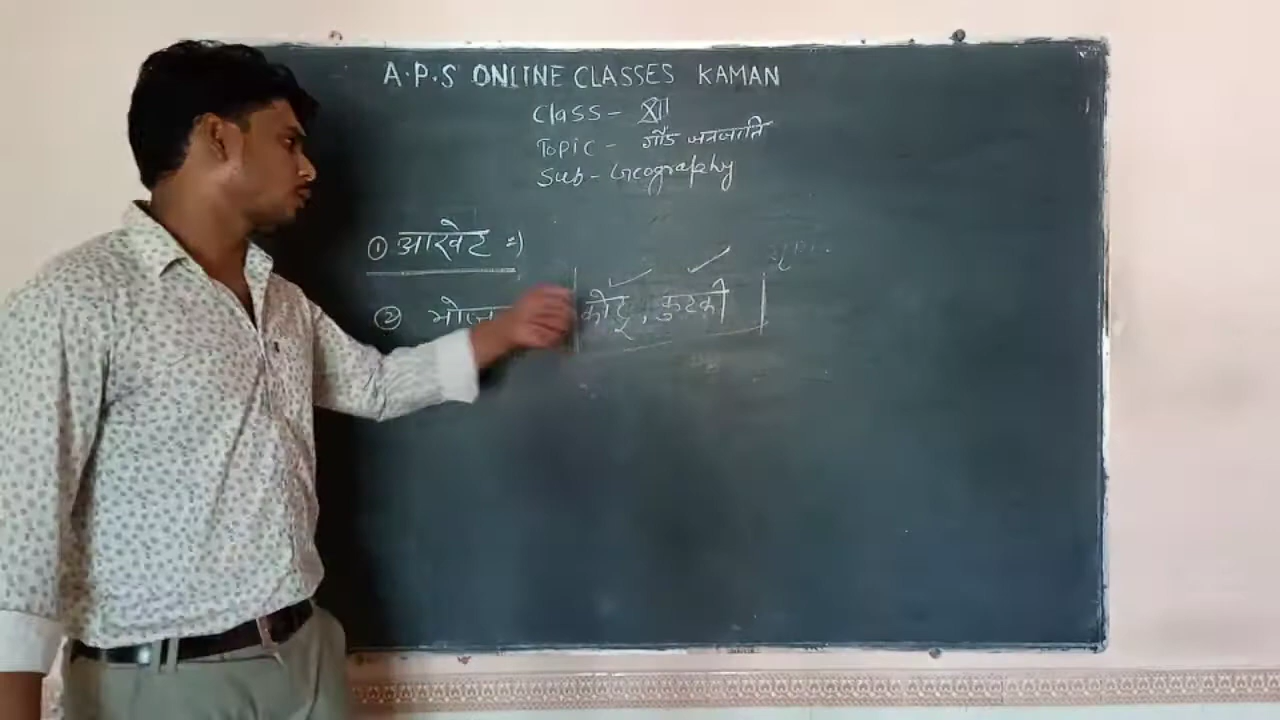 A.P.S ONLINE CLASSES KAMAN
Class - XII
Topic - गोंड जनजाति
Sub - Geography
① आखेट ⇒
② भोज
कोदू , कुटकी